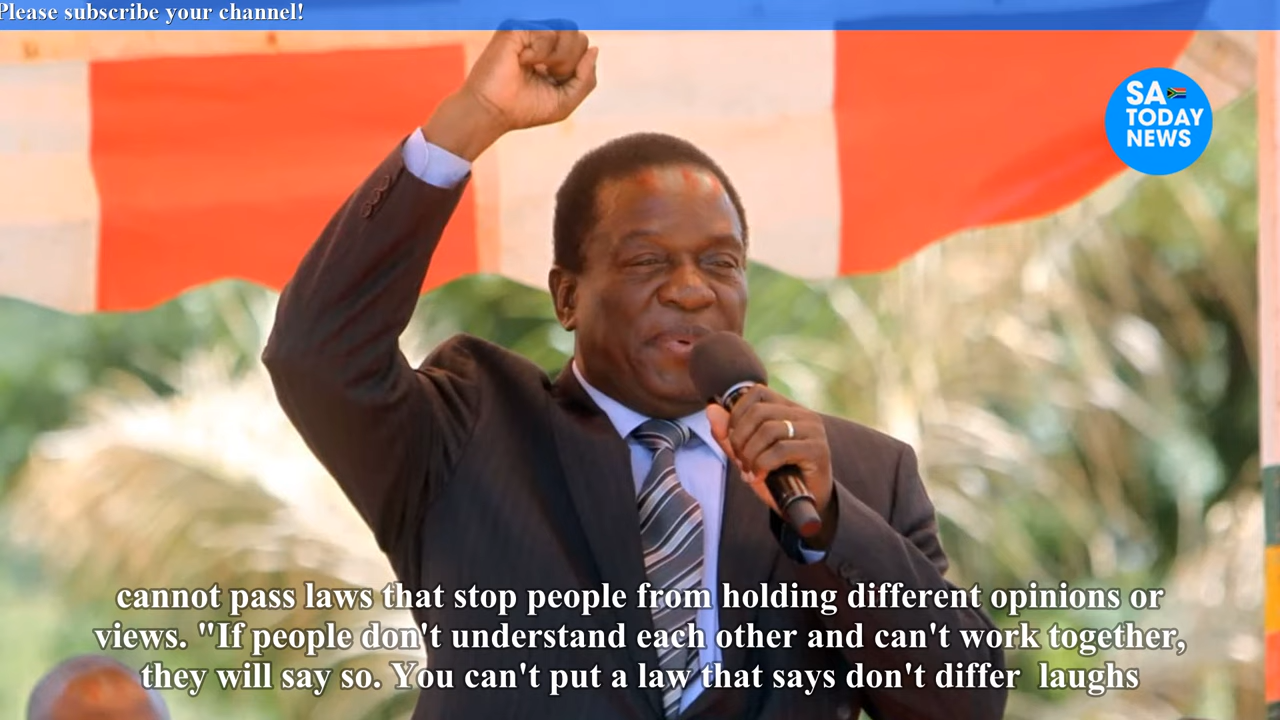 Please subscribe your channel!
SA
TODAY
NEWS
cannot pass laws that stop people from holding different opinions or
views. "If people don't understand each other and can't work together,
they will say so. You can't put a law that says don't differ  laughs